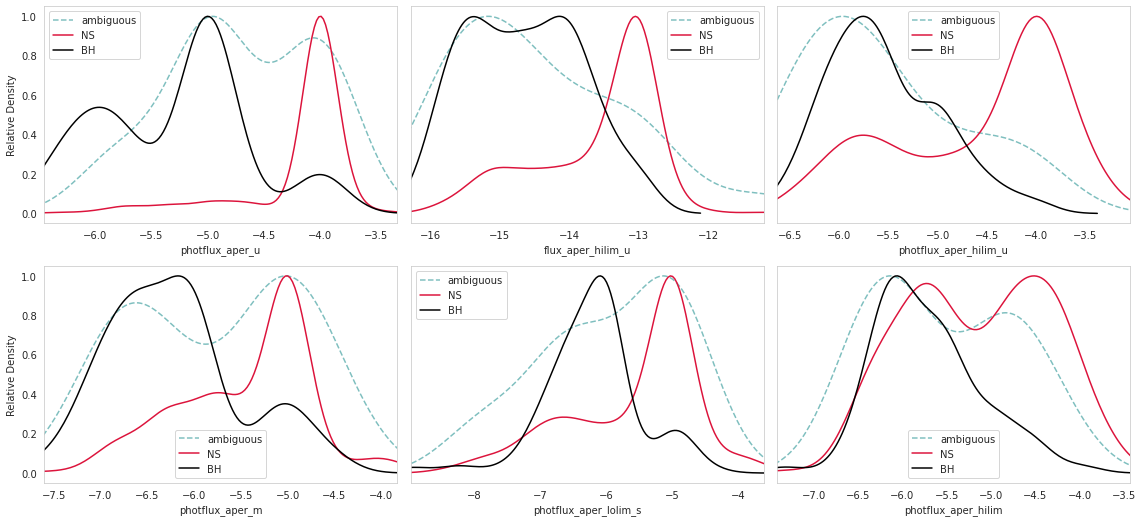 1.0
0.8
0.6
0.4
0.2
0.0
Relative Density
ambiguous
NS
BH
−6.0 −5.5 −5.0 −4.5 −4.0 −3.5
photflux_aper_u
ambiguous
NS
BH
−16 −15 −14 −13 −12
flux_aper_hilim_u
ambiguous
NS
BH
−6.5 −6.0 −5.5 −5.0 −4.5 −4.0 −3.5
photflux_aper_hilim_u
1.0
0.8
0.6
0.4
0.2
0.0
Relative Density
ambiguous
NS
BH
−7.5 −7.0 −6.5 −6.0 −5.5 −5.0 −4.5 −4.0
photflux_aper_m
ambiguous
NS
BH
−8 −7 −6 −5 −4
photflux_aper_lolim_s
ambiguous
NS
BH
−7.0 −6.5 −6.0 −5.5 −5.0 −4.5 −4.0 −3.5
photflux_aper_hilim